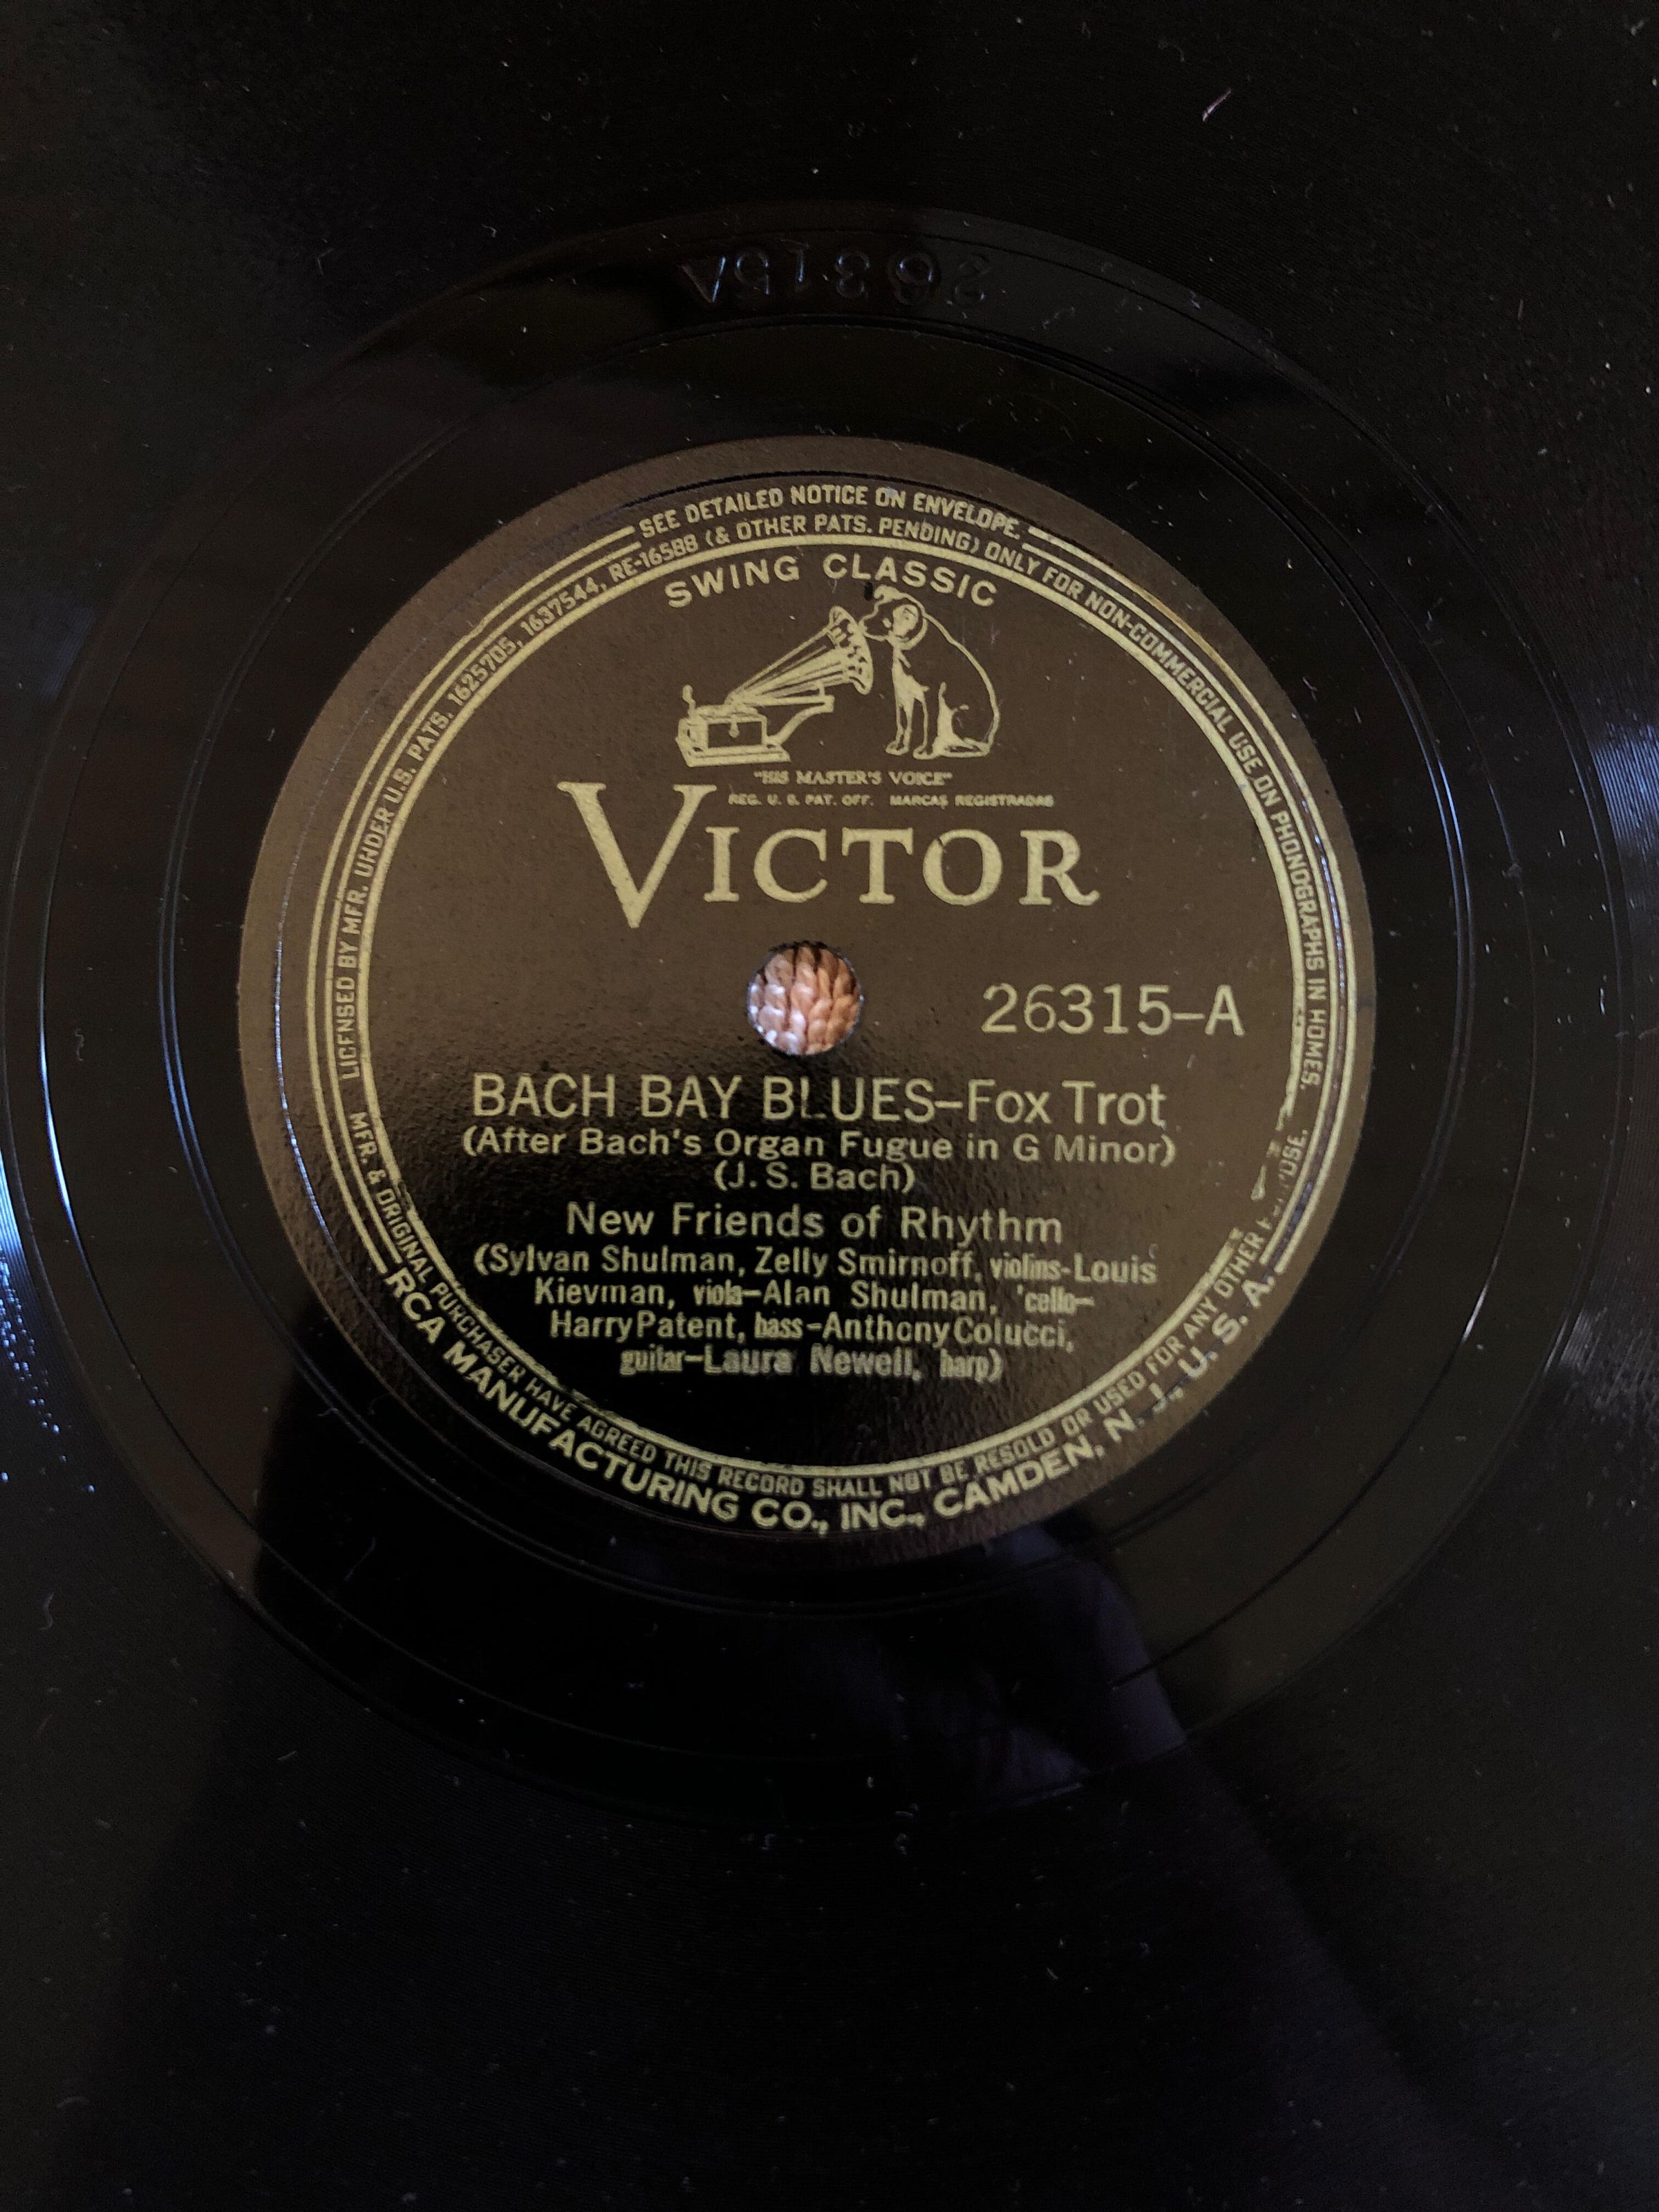 26315A
SEE DETAILED NOTICE ON ENVELOPE.
LICENSED BY MFR. UNDER U.S. PATS. 1625705, 1637544, RE-16588 (& OTHER PATS. PENDING) ONLY FOR NON-COMMERCIAL USE ON PHONOGRAPHS IN HOMES.
SWING CLASSIC
"HIS MASTER'S VOICE"
REG. U. S. PAT. OFF. MARCAS REGISTRADAS
VICTOR
26315-A
BACH BAY BLUES-Fox Trot
(After Bach's Organ Fugue in G Minor)
(J. S. Bach)
New Friends of Rhythm
(Sylvan Shulman, Zelly Smirnoff, violins-Louis
Kievman, viola-Alan Shulman, 'cello-
Harry Patent, bass-Anthony Colucci,
guitar-Laura Newell, harp)
MFR. & ORIGINAL PURCHASER HAVE AGREED THIS RECORD SHALL NOT BE RESOLD OR USED FOR ANY OTHER
RCA MANUFACTURING CO., INC., CAMDEN, N. J., U. S. A.